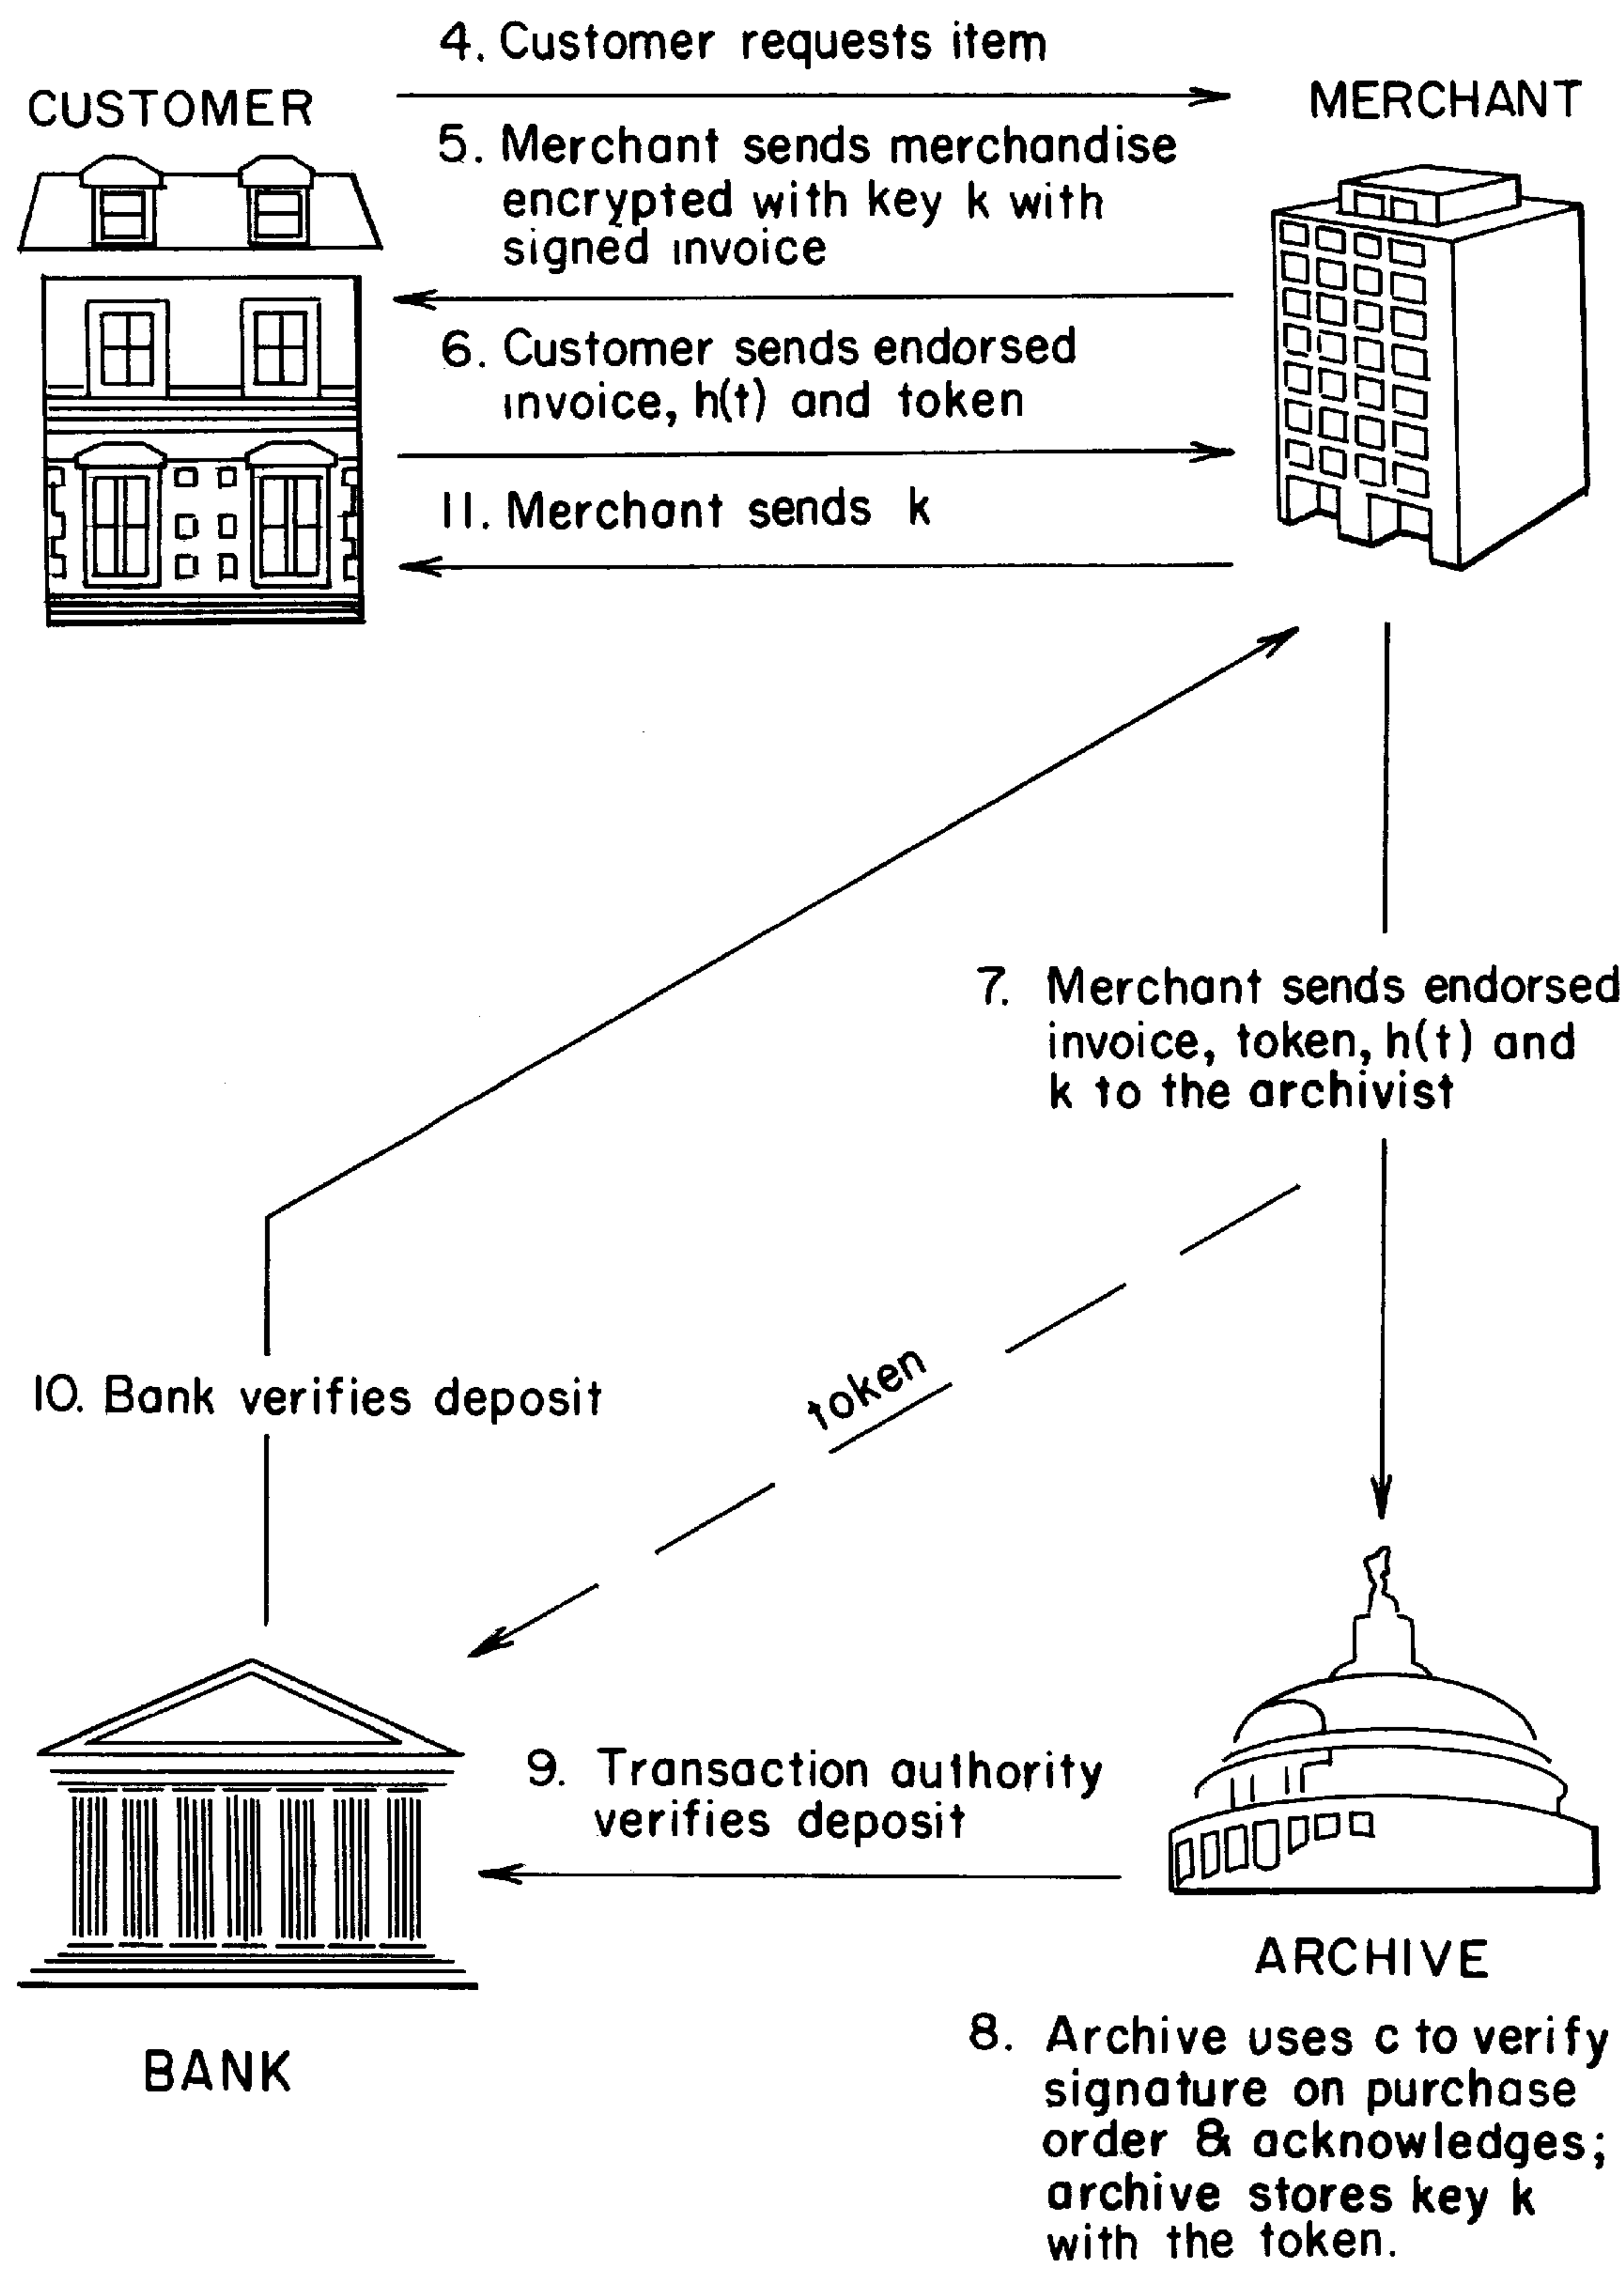 4. Customer requests item
CUSTOMER
MERCHANT
5. Merchant sends merchandise
encrypted with key k with
signed invoice
6. Customer sends endorsed
invoice, h(t) and token
11. Merchant sends k
7. Merchant sends endorsed
invoice, token, h(t) and
k to the archivist
token
10. Bank verifies deposit
9. Transaction authority
verifies deposit
ARCHIVE
BANK
8. Archive uses c to verify
signature on purchase
order & acknowledges;
archive stores key k
with the token.